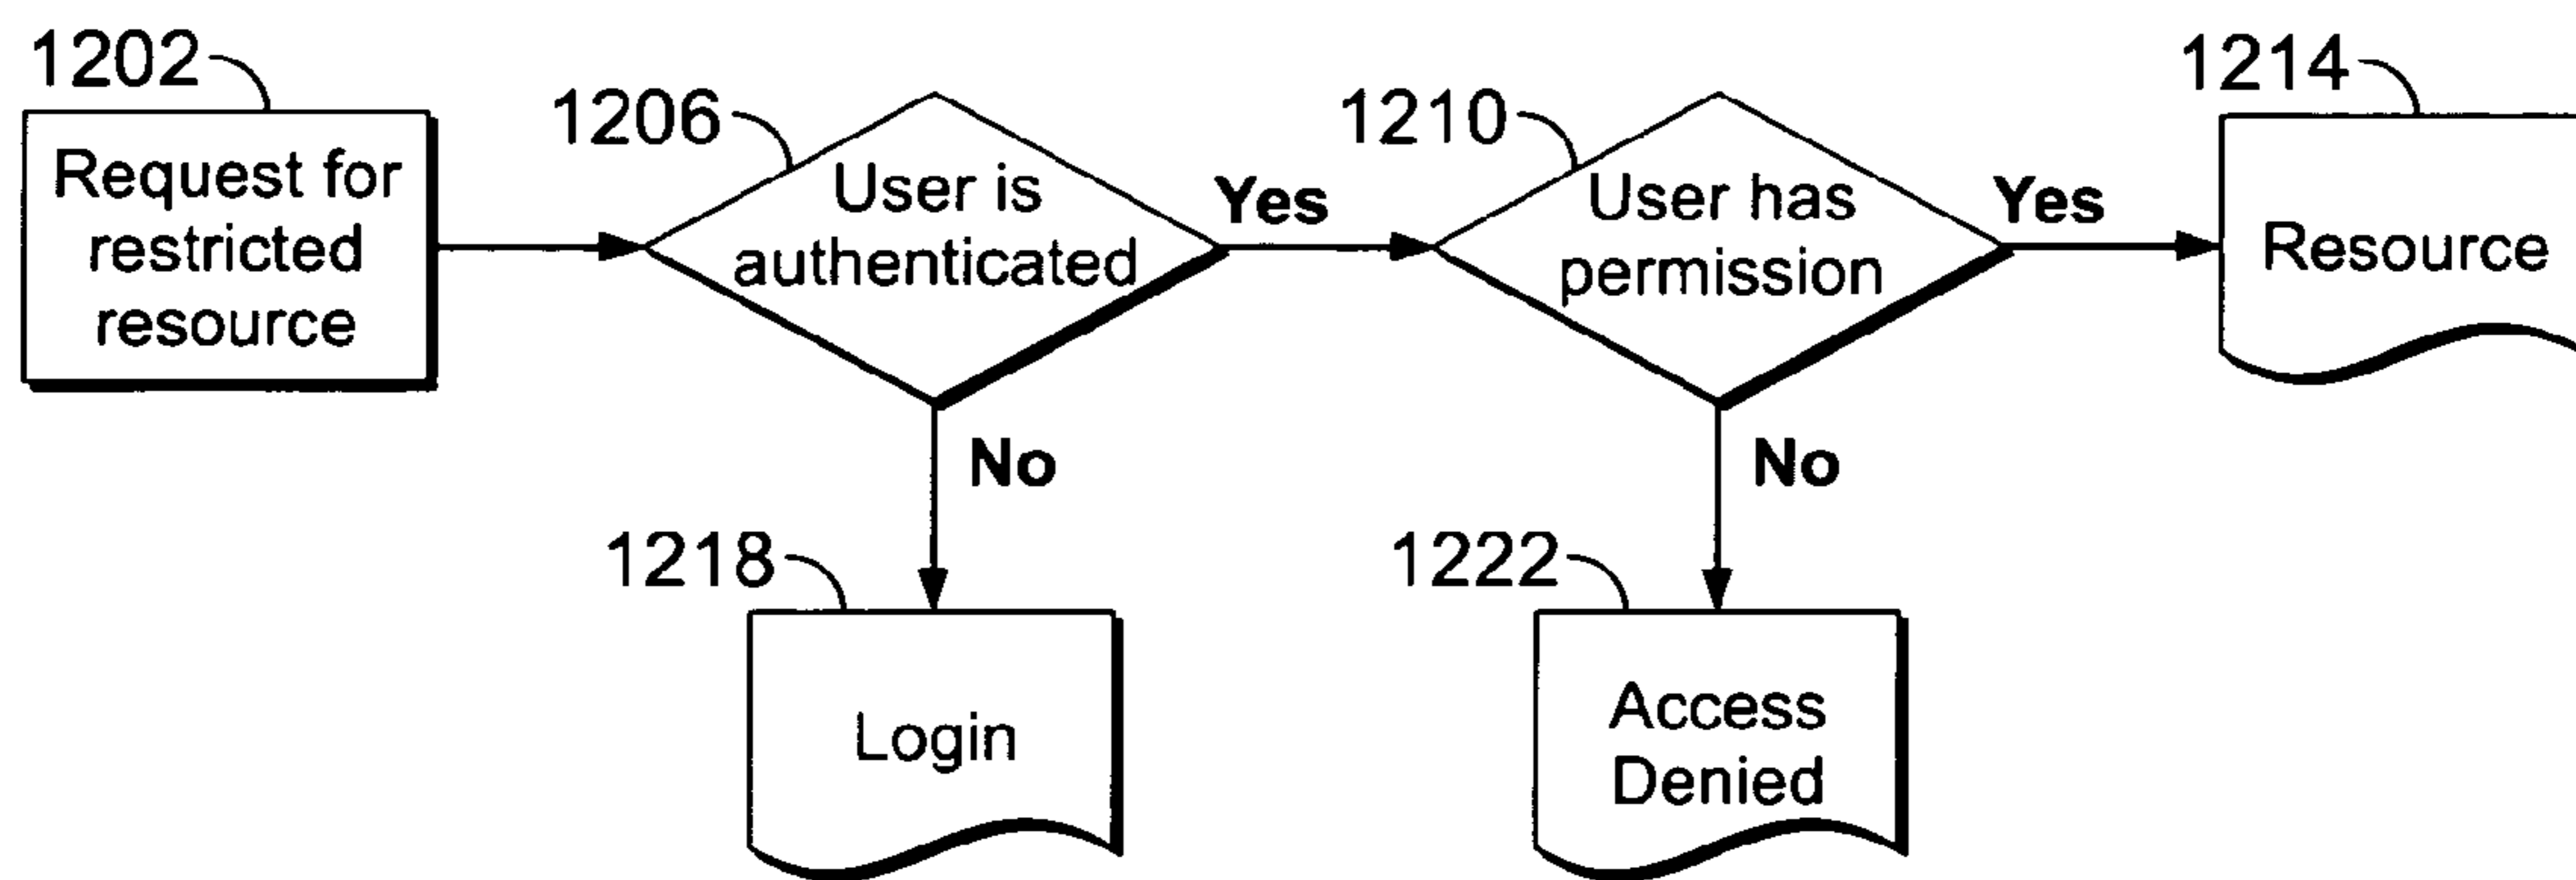 1202
Request for
restricted
resource
1206
User is
authenticated
Yes
1210
User has
permission
Yes
1214
Resource
No
1218
Login
No
1222
Access
Denied